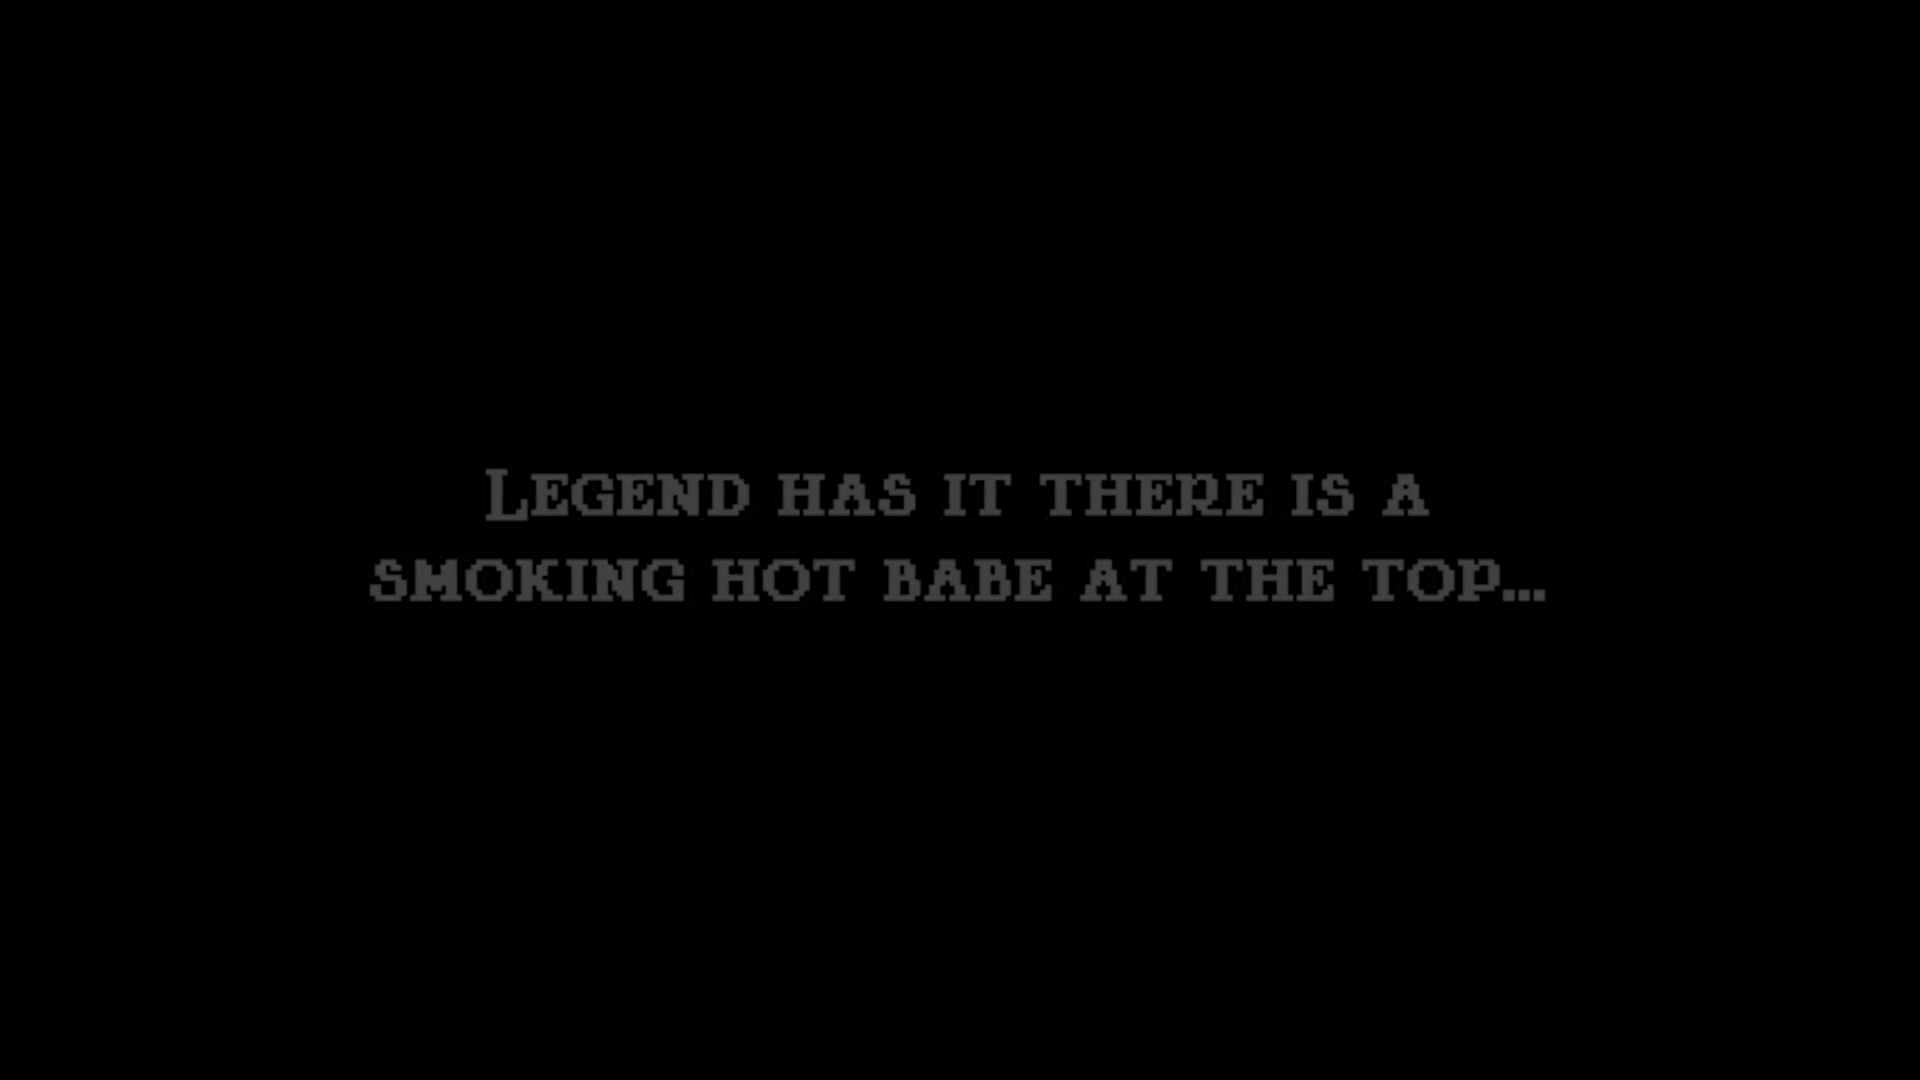 Legend has it there is a
smoking hot babe at the top...